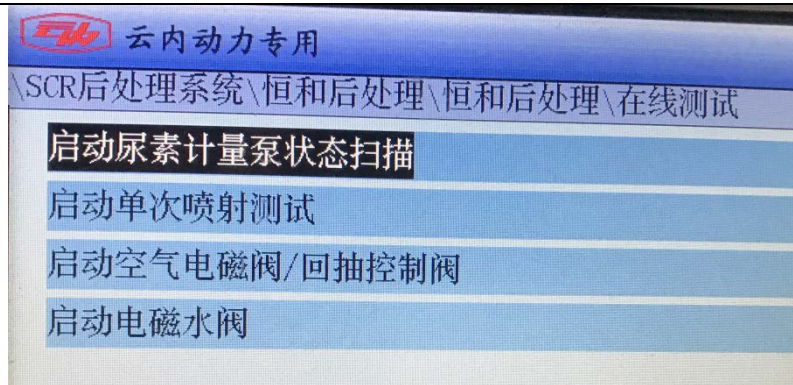 云内动力专用
\SCR后处理系统\恒和后处理\恒和后处理\在线测试
启动尿素计量泵状态扫描
启动单次喷射测试
启动空气电磁阀/回抽控制阀
启动电磁水阀